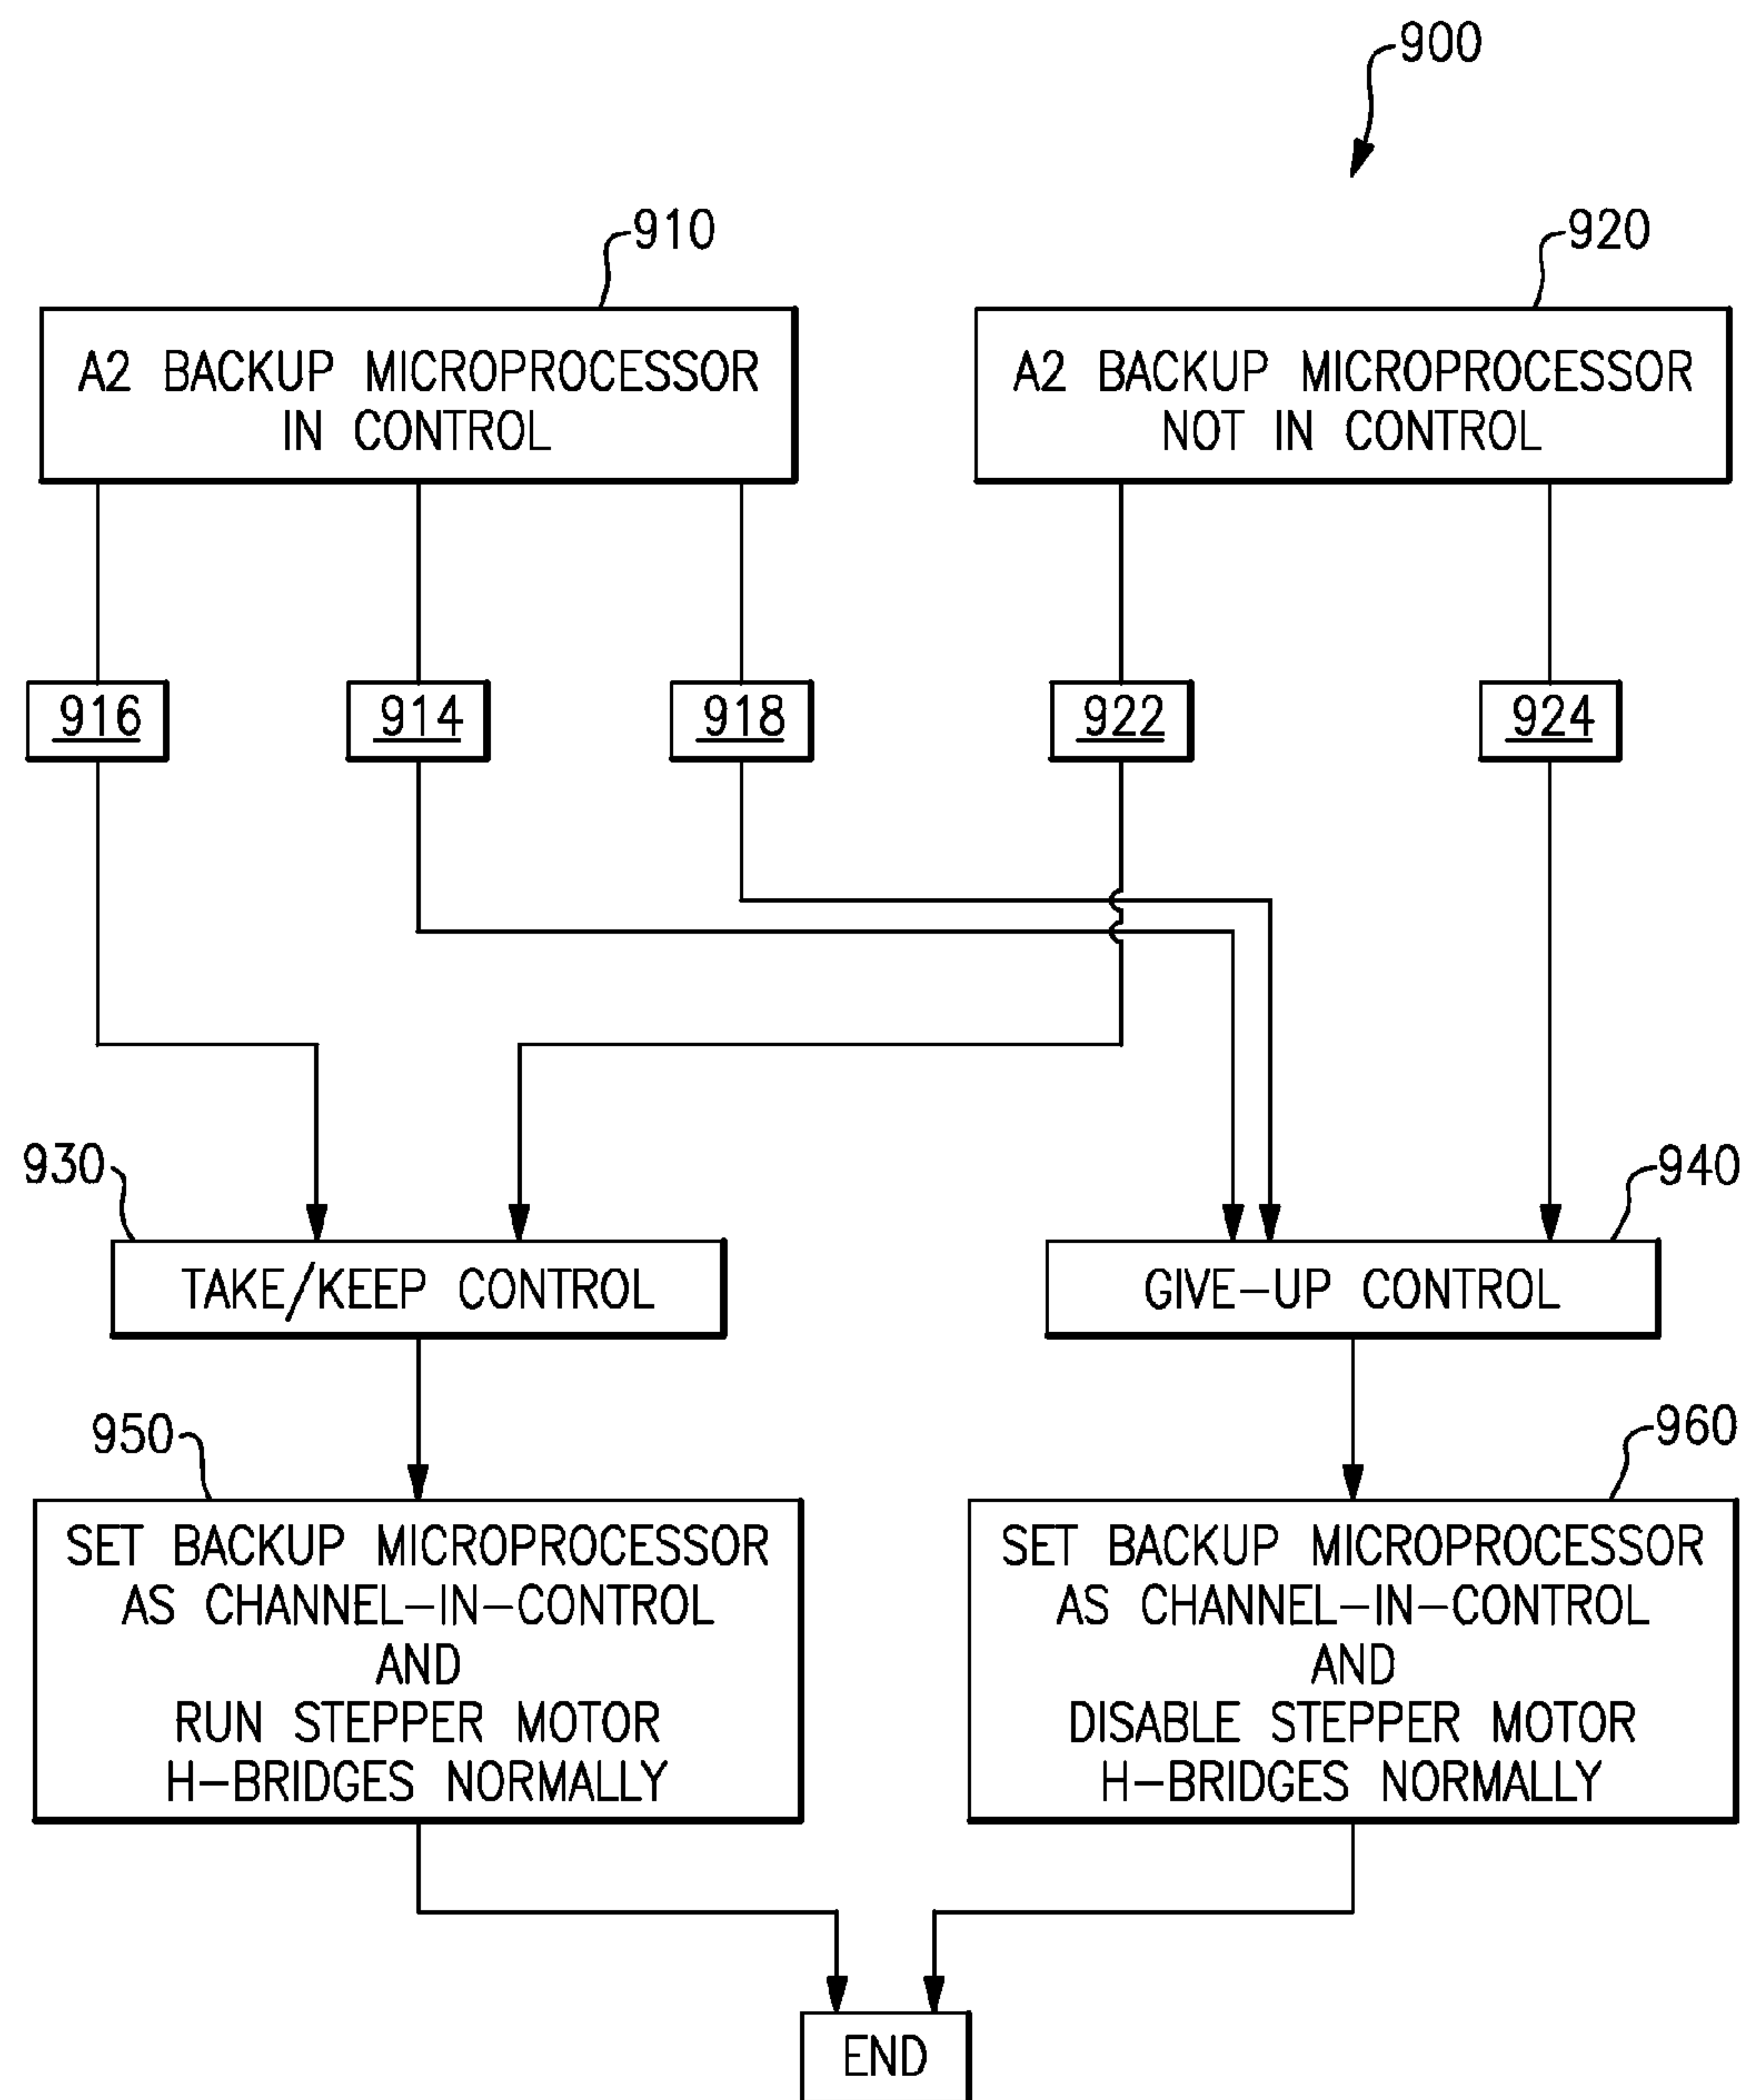 900
910
920
A2 BACKUP MICROPROCESSOR
IN CONTROL
A2 BACKUP MICROPROCESSOR
NOT IN CONTROL
916
914
918
922
924
930
940
TAKE/KEEP CONTROL
GIVE-UP CONTROL
950
960
SET BACKUP MICROPROCESSOR
AS CHANNEL-IN-CONTROL
AND
RUN STEPPER MOTOR
H-BRIDGES NORMALLY
SET BACKUP MICROPROCESSOR
AS CHANNEL-IN-CONTROL
AND
DISABLE STEPPER MOTOR
H-BRIDGES NORMALLY
END